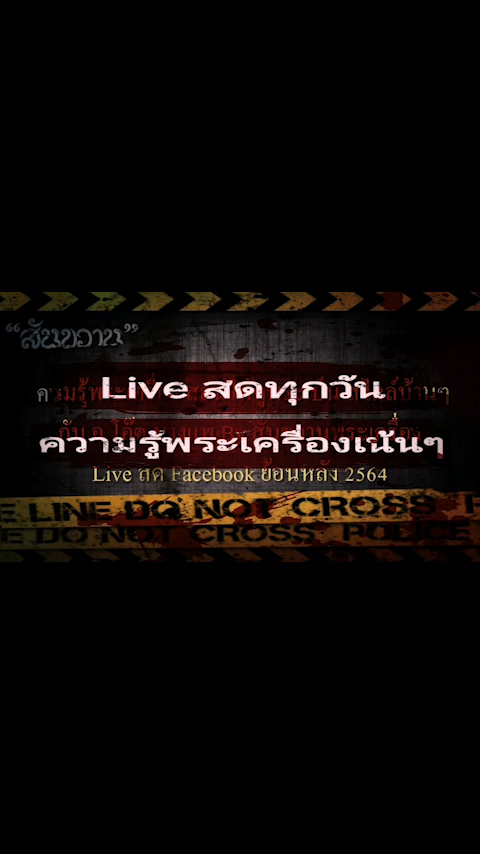 “สันขวาน”
Live สดทุกวัน
ความรู้พระเครื่องเน้นๆ
Live สด Facebook ย้อนหลัง 2564
E LINE DO NOT CROSS
E DO NOT CROSS POLICE